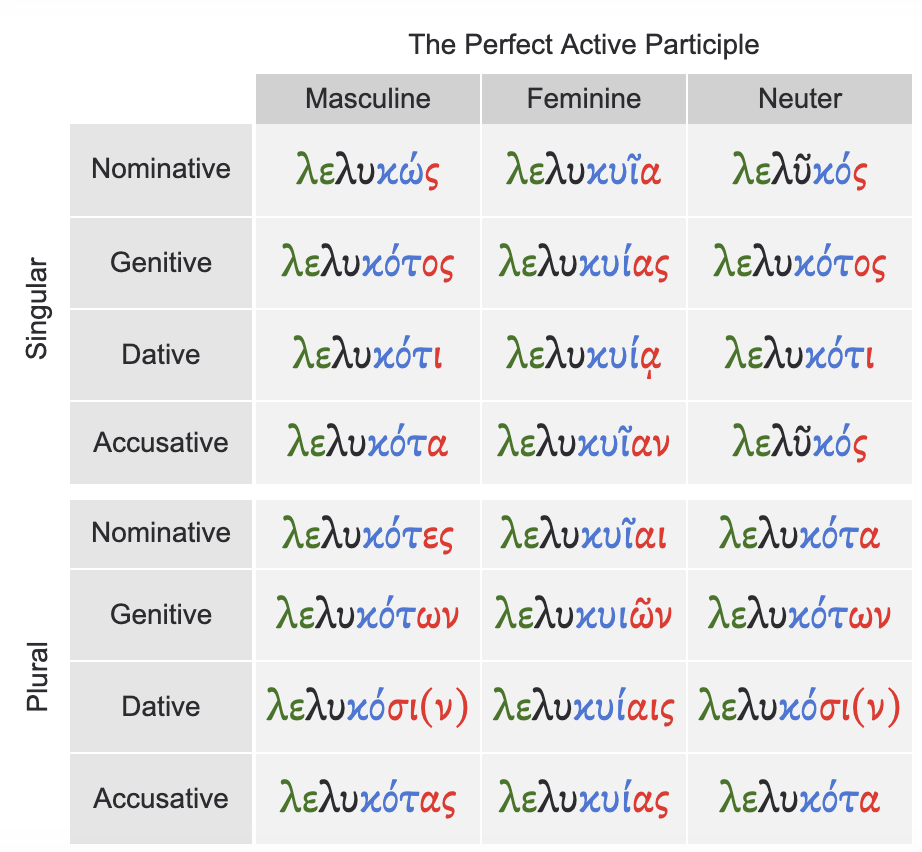 The Perfect Active Participle
Masculine Feminine Neuter
Singular
Nominative λελυκώς λελυκυῖα λελῦκός
Genitive λελυκότος λελυκυίας λελυκότος
Dative λελυκότι λελυκυίᾳ λελυκότι
Accusative λελυκότα λελυκυῖαν λελῦκός
Plural
Nominative λελυκότες λελυκυῖαι λελυκότα
Genitive λελυκότων λελυκυιῶν λελυκότων
Dative λελυκόσι(ν) λελυκυίαις λελυκόσι(ν)
Accusative λελυκότας λελυκυίας λελυκότα